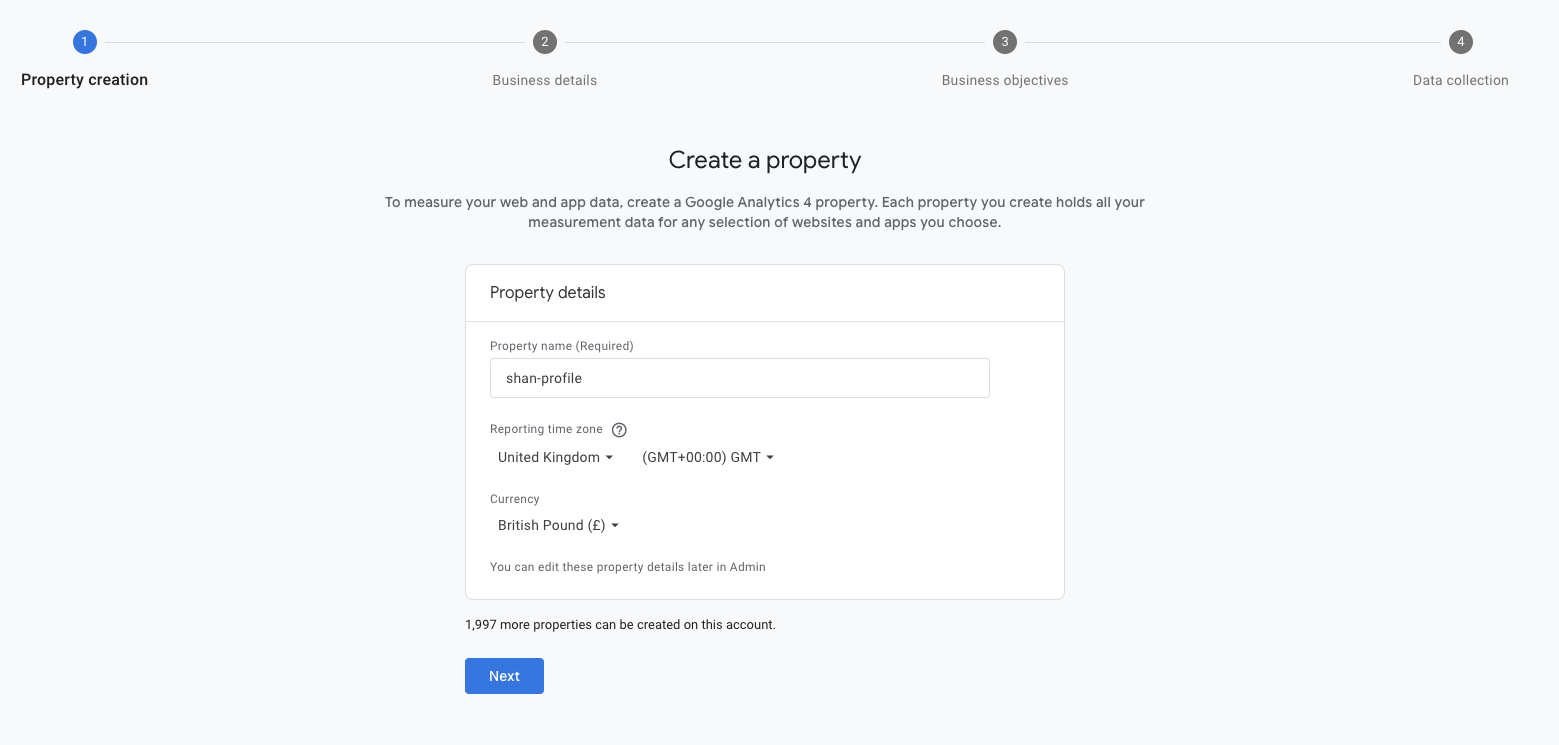 1
2
3
4
Property creation
Business details
Business objectives
Data collection
Create a property
To measure your web and app data, create a Google Analytics 4 property. Each property you create holds all your
measurement data for any selection of websites and apps you choose.
Property details
Property name (Required)
shan-profile
Reporting time zone ?
United Kingdom (GMT+00:00) GMT
Currency
British Pound (£)
You can edit these property details later in Admin
1,997 more properties can be created on this account.
Next